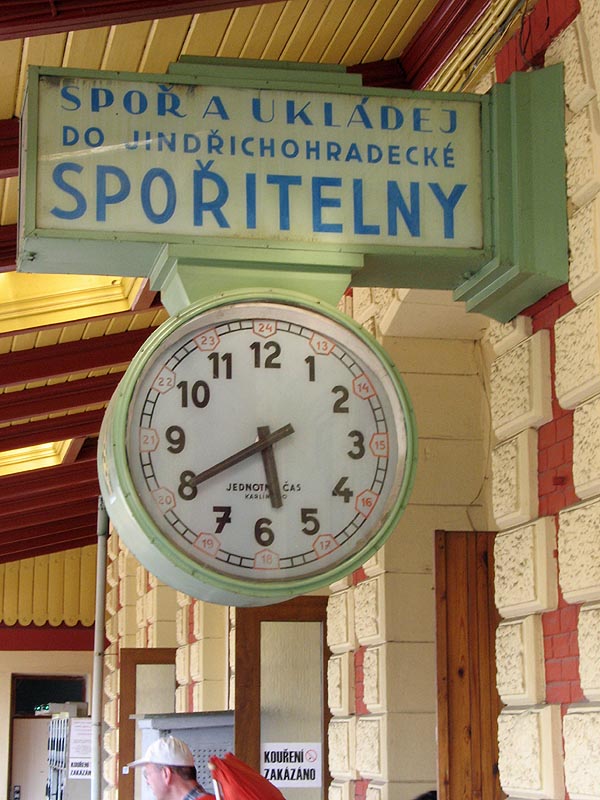 SPOŘ A UKLÁDEJ
DO JINDŘICHOHRADECKÉ
SPOŘITELNY
24
23 13
12
11 1
22 14
10 2
21 9 3 15
20 8 4 16
JEDNOTNÝ ČAS
7 5
6
19 17
18
KOUŘENÍ
ZAKÁZÁNO